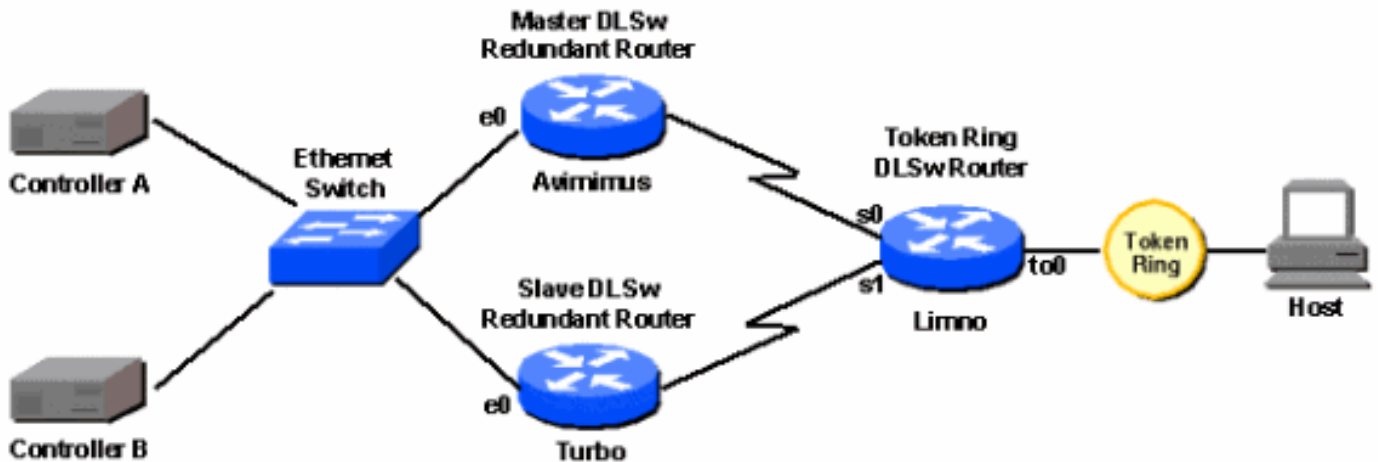 Master DLSw
Redundant Router
e0
Avimimus
Controller A
Ethernet
Switch
Token Ring
DLSw Router
s0
s1
to0
Limno
Token
Ring
Host
Slave DLSw
Redundant Router
e0
Turbo
Controller B